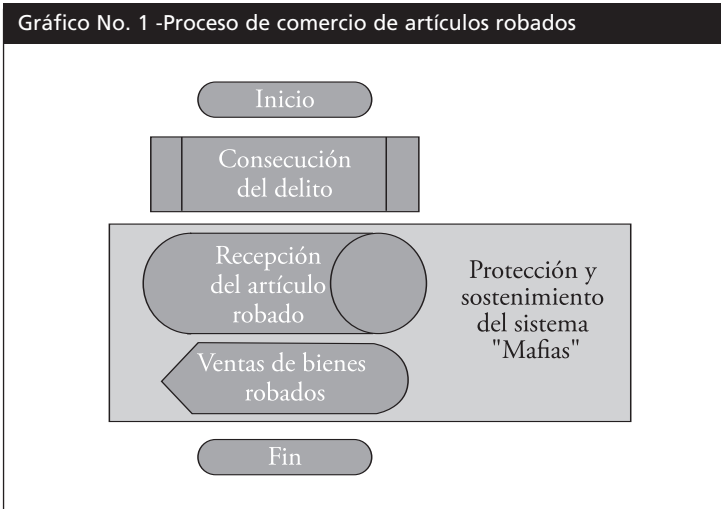 Gráfico No. 1 -Proceso de comercio de artículos robados
Inicio
Consecución
del delito
Recepción
del artículo
robado
Protección y
sostenimiento
del sistema
"Mafias"
Ventas de bienes
robados
Fin